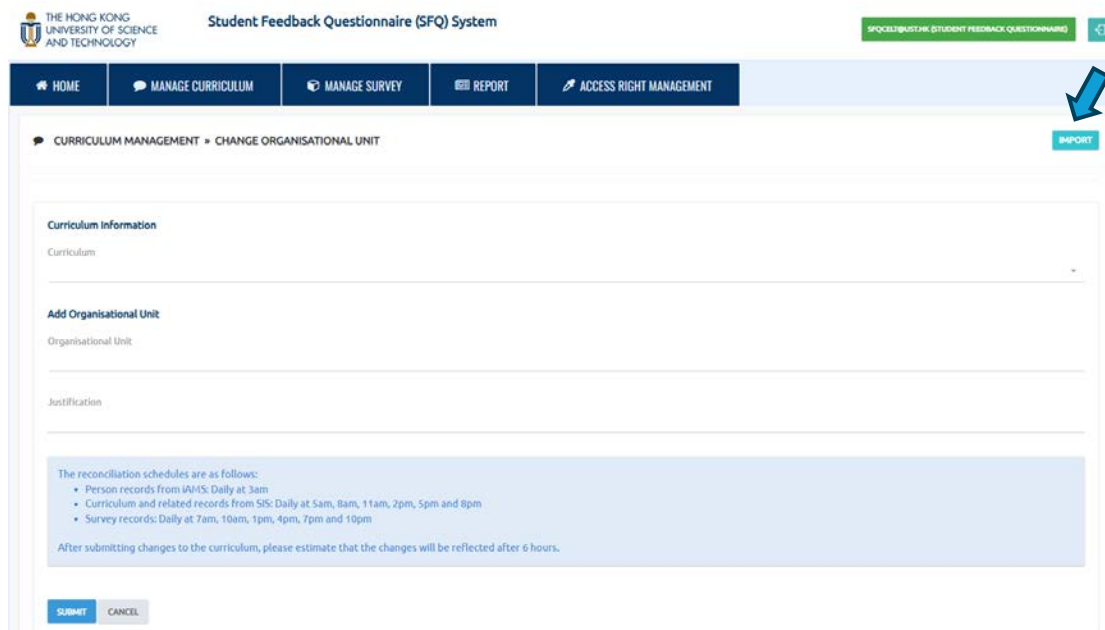 THE HONG KONG
UNIVERSITY OF SCIENCE
AND TECHNOLOGY
Student Feedback Questionnaire (SFQ) System
SFQCELT@UST.HK (STUDENT FEEDBACK QUESTIONNAIRE)
HOME
MANAGE CURRICULUM
MANAGE SURVEY
REPORT
ACCESS RIGHT MANAGEMENT
CURRICULUM MANAGEMENT » CHANGE ORGANISATIONAL UNIT
IMPORT
Curriculum Information
Curriculum
Add Organisational Unit
Organisational Unit
Justification
The reconciliation schedules are as follows:
• Person records from iAMS: Daily at 3am
• Curriculum and related records from SIS: Daily at 5am, 8am, 11am, 2pm, 5pm and 8pm
• Survey records: Daily at 7am, 10am, 1pm, 4pm, 7pm and 10pm
After submitting changes to the curriculum, please estimate that the changes will be reflected after 6 hours.
SUBMIT
CANCEL